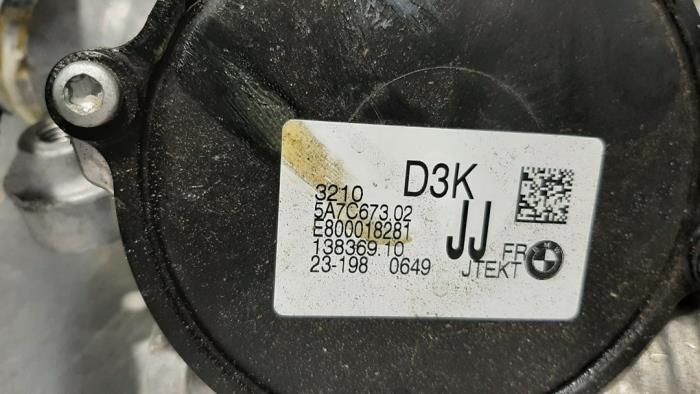 D3K
3210
5A7C673.02
E800018281
138369.10
23-198 0649
JJ
FR
JTEKT